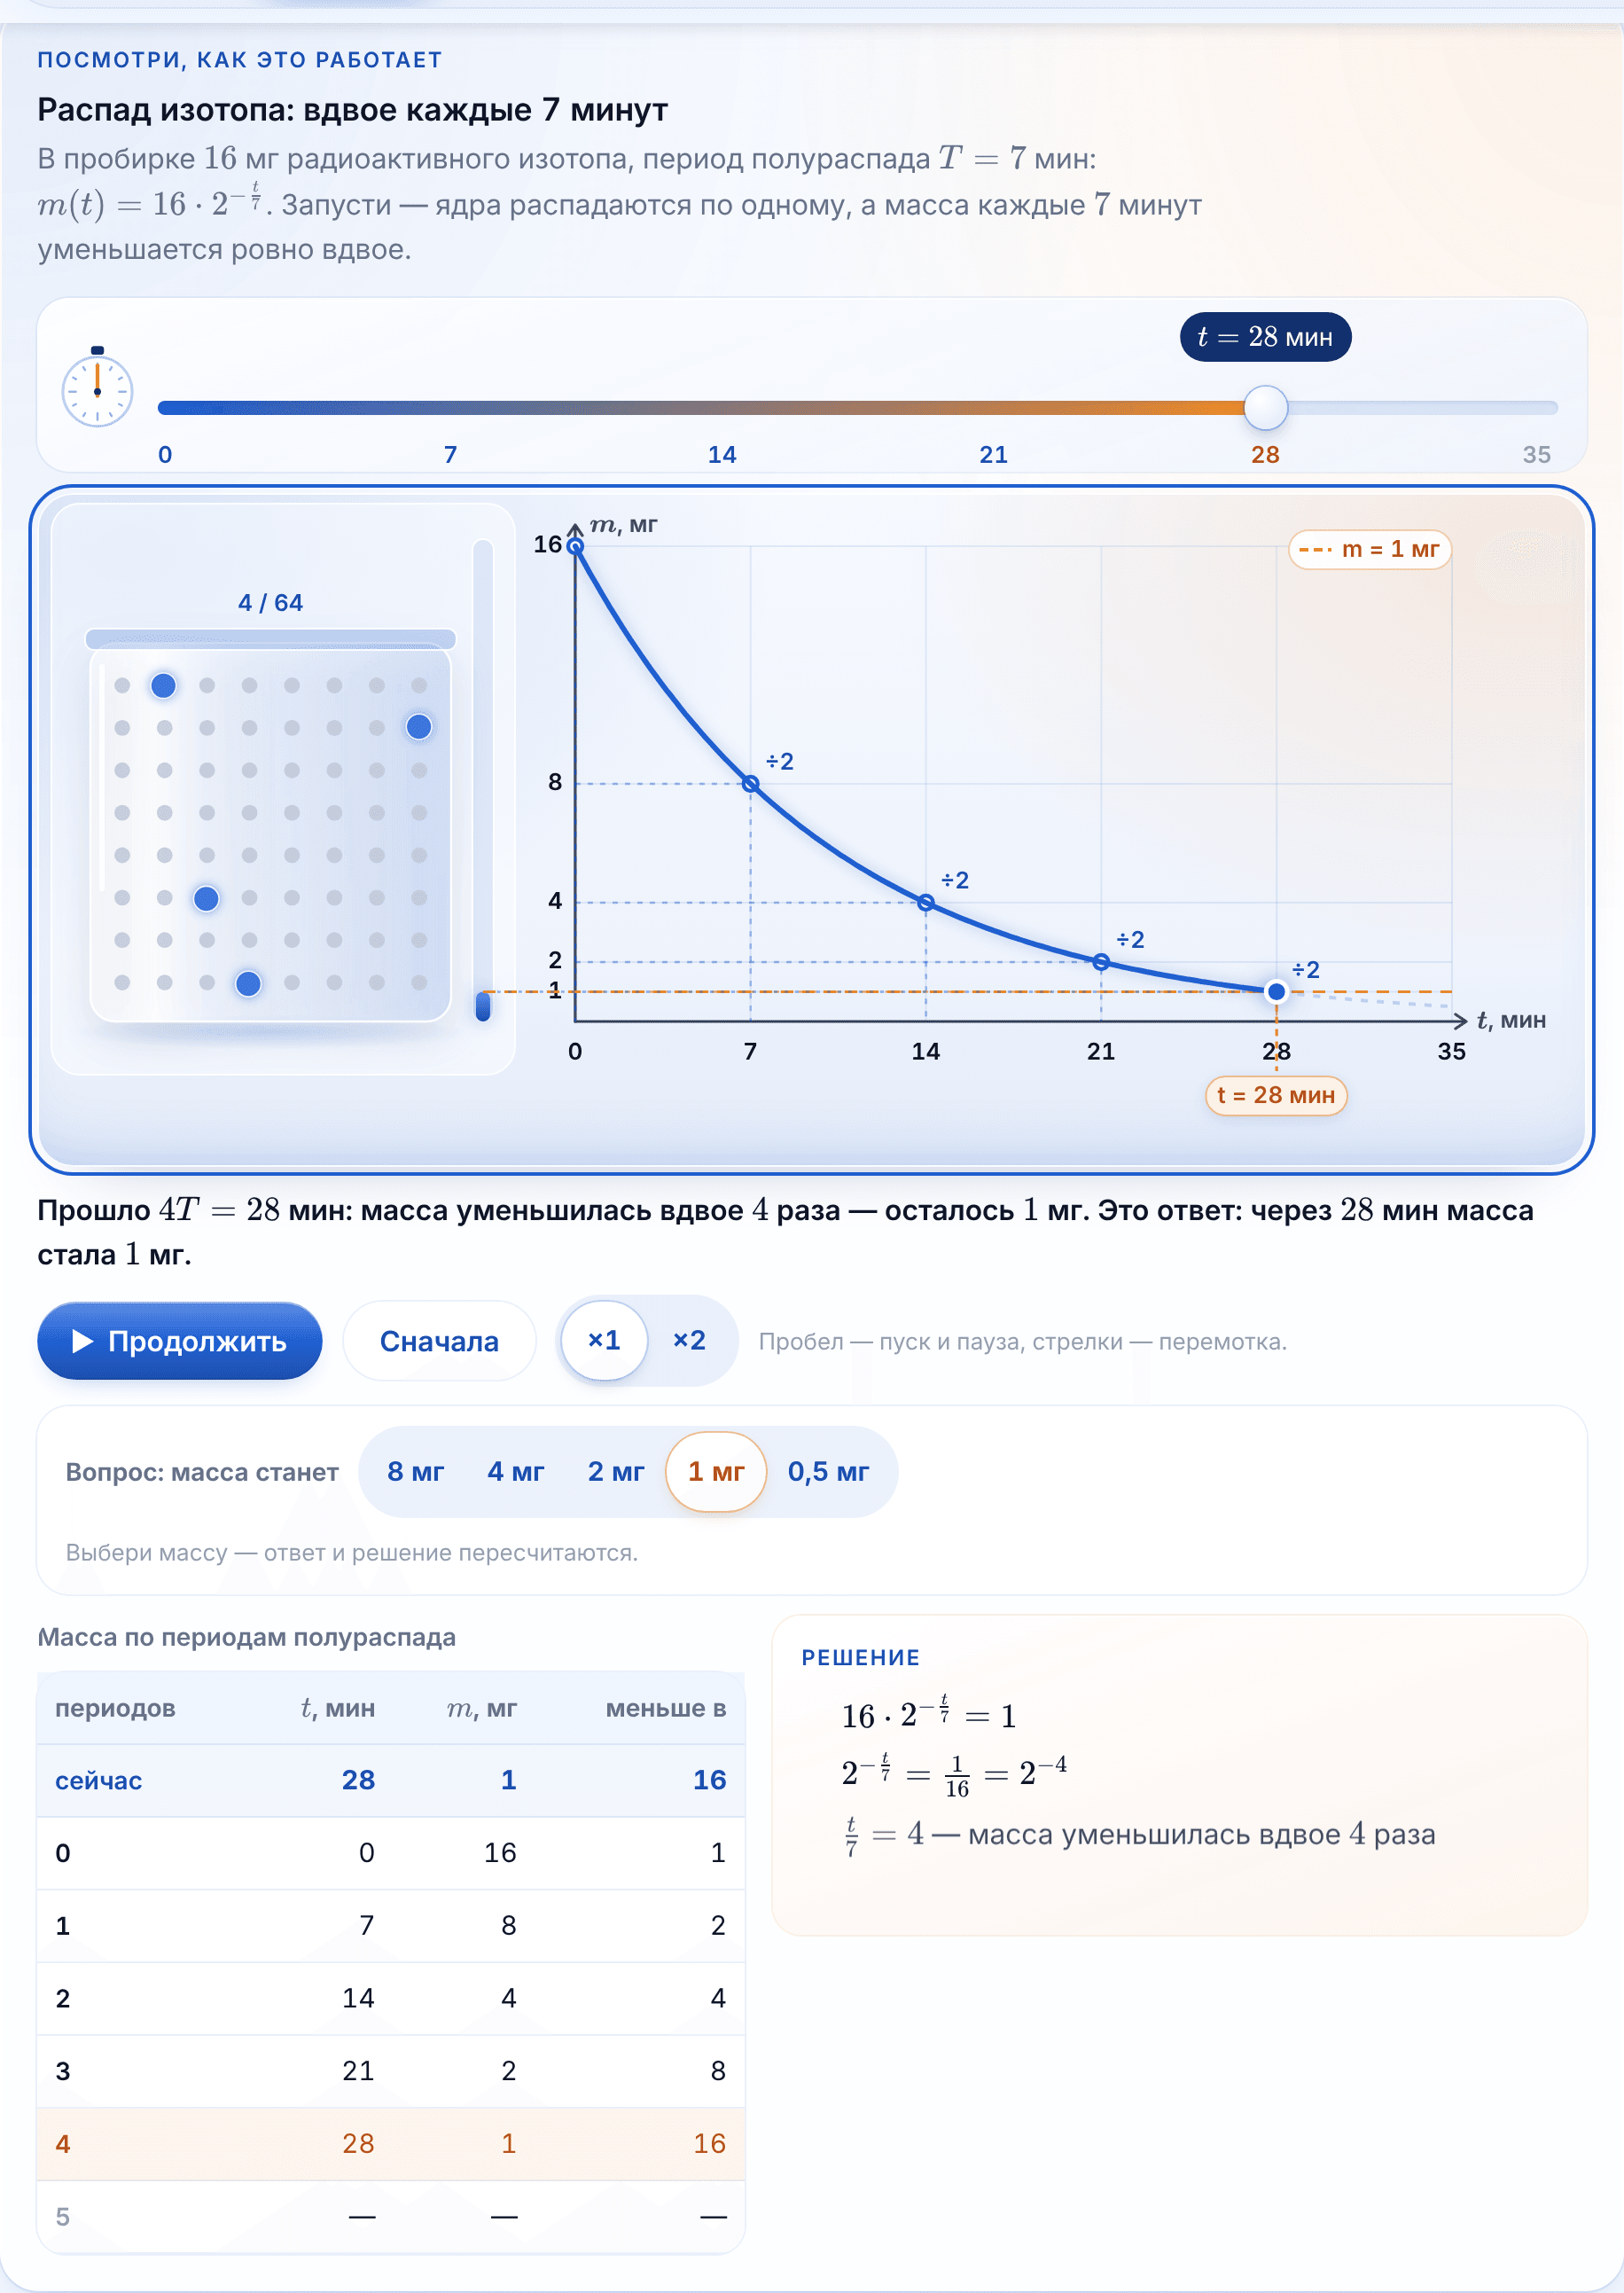 ПОСМОТРИ, КАК ЭТО РАБОТАЕТ
Распад изотопа: вдвое каждые 7 минут
В пробирке 16 мг радиоактивного изотопа, период полураспада T = 7 мин:
m(t) = 16 · 2^{−t/7}. Запусти — ядра распадаются по одному, а масса каждые 7 минут
уменьшается ровно вдвое.
t = 28 мин
0 7 14 21 28 35
4 / 64
m, мг
m = 1 мг
16
÷2
8
÷2
4
÷2
2
÷2
1
t, мин
0 7 14 21 28 35
t = 28 мин
Прошло 4T = 28 мин: масса уменьшилась вдвое 4 раза — осталось 1 мг. Это ответ: через 28 мин масса
стала 1 мг.
Продолжить Сначала ×1 ×2 Пробел — пуск и пауза, стрелки — перемотка.
Вопрос: масса станет 8 мг 4 мг 2 мг 1 мг 0,5 мг
Выбери массу — ответ и решение пересчитаются.
Масса по периодам полураспада
периодов t, мин m, мг меньше в
сейчас 28 1 16
0 0 16 1
1 7 8 2
2 14 4 4
3 21 2 8
4 28 1 16
5 — — —
РЕШЕНИЕ
16 · 2^{−t/7} = 1
2^{−t/7} = 1/16 = 2^{−4}
t/7 = 4 — масса уменьшилась вдвое 4 раза